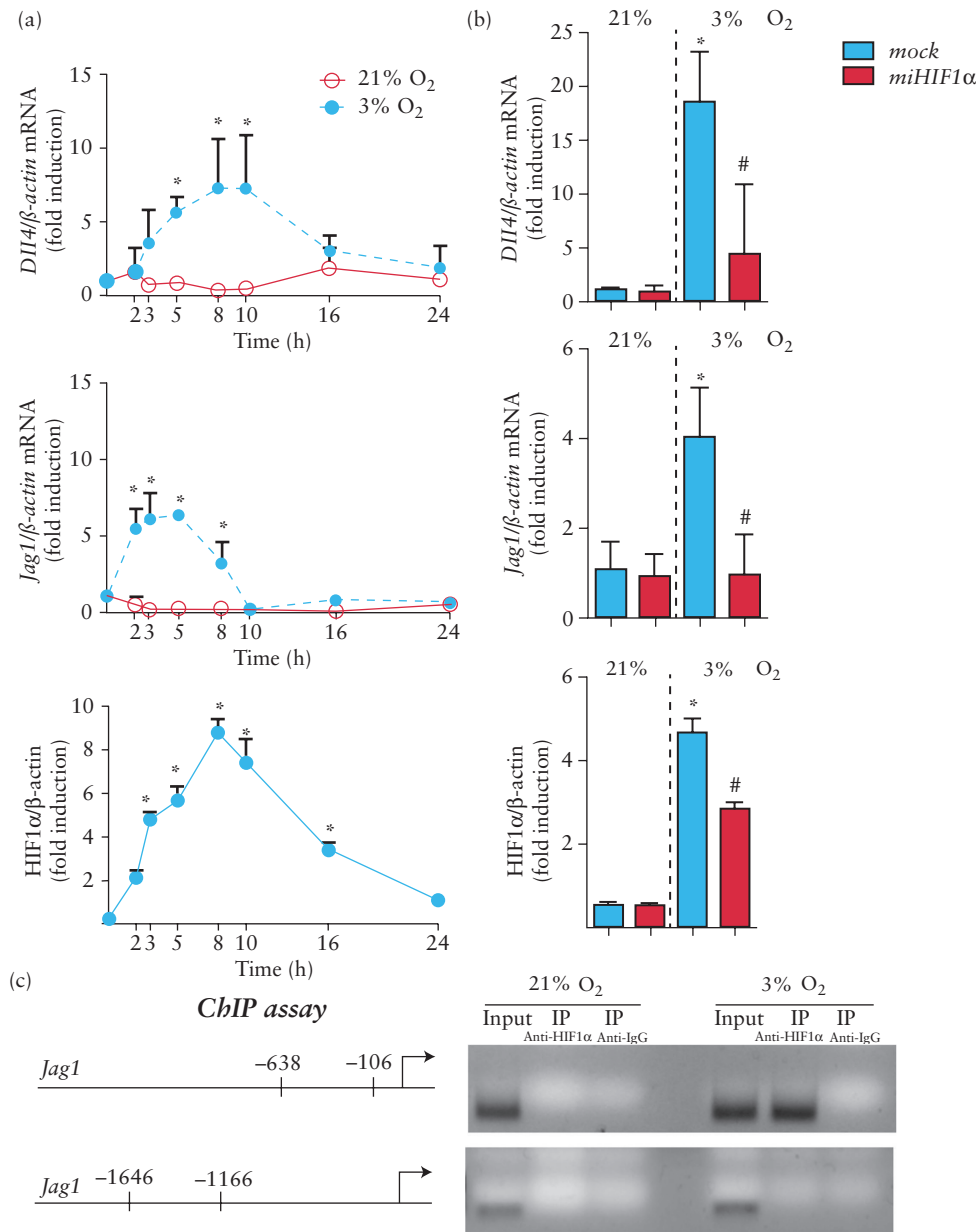 (a)
21% O2
3% O2
Dll4/ß-actin mRNA
(fold induction)
15
10
5
0
* * *
2 3 5 8 10 16 24
Time (h)
Jag1/ß-actin mRNA
(fold induction)
15
10
5
0
* * * *
2 3 5 8 10 16 24
Time (h)
HIF1α/β-actin
(fold induction)
10
8
6
4
2
* * * * *
2 3 5 8 10 16 24
Time (h)
(b)
21% 3% O2
mock
miHIF1α
Dll4/ß-actin mRNA
(fold induction)
25
20
15
10
5
0
* #
21% 3% O2
Jag1/ß-actin mRNA
(fold induction)
6
4
2
0
* #
21% 3% O2
HIF1α/β-actin
(fold induction)
6
4
2
* #
(c)
ChIP assay
Jag1
−638 −106
Jag1
−1646 −1166
21% O2 3% O2
Input IP IP Input IP IP
Anti-HIF1α Anti-IgG Anti-HIF1α Anti-IgG